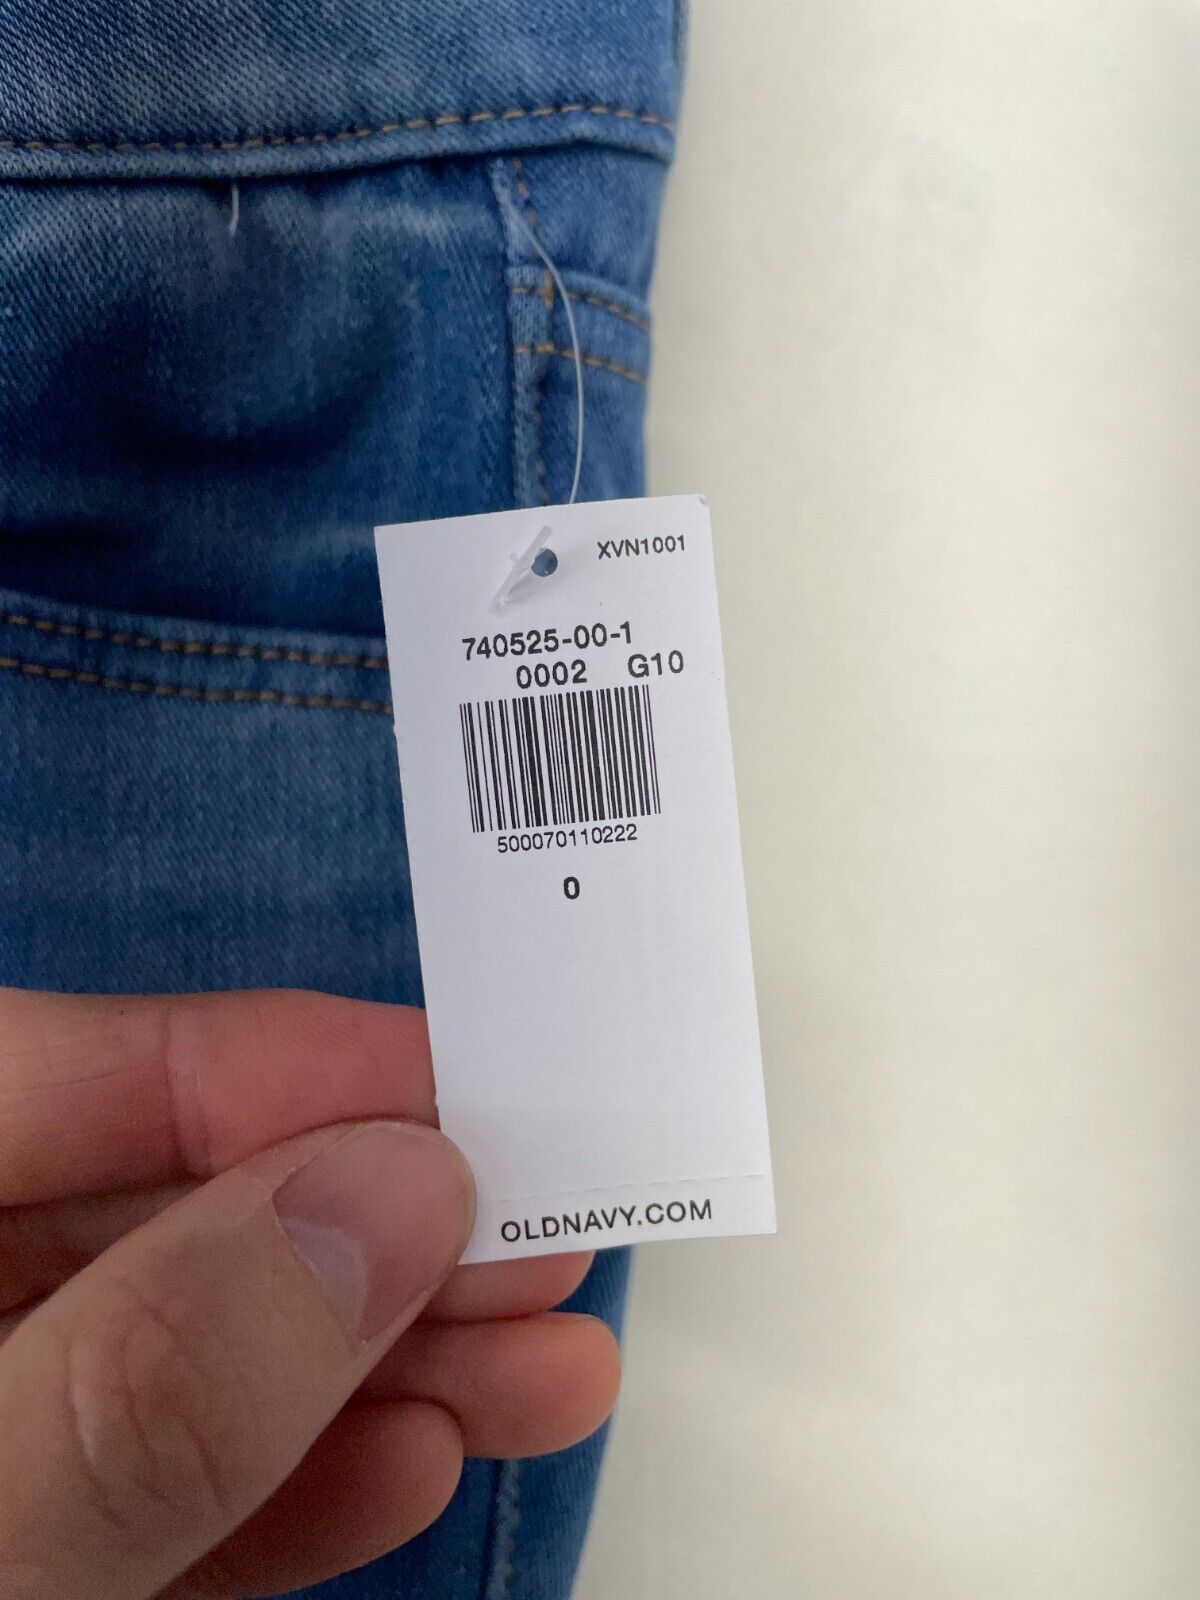 XVN1001
740525-00-1
0002 G10
500070110222
0
OLDNAVY.COM